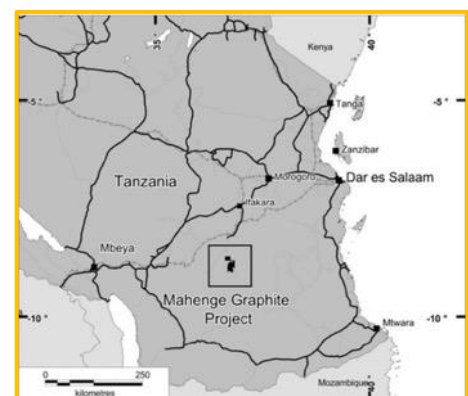 35
40
Kenya
-5
-5
Tanga
Zanzibar
Tanzania
Morogoro
Dar es Salaam
Ifakara
Mbeya
Mahenge Graphite
Project
-10
-10
Mtwara
0
250
kilometres
Mozambique
40